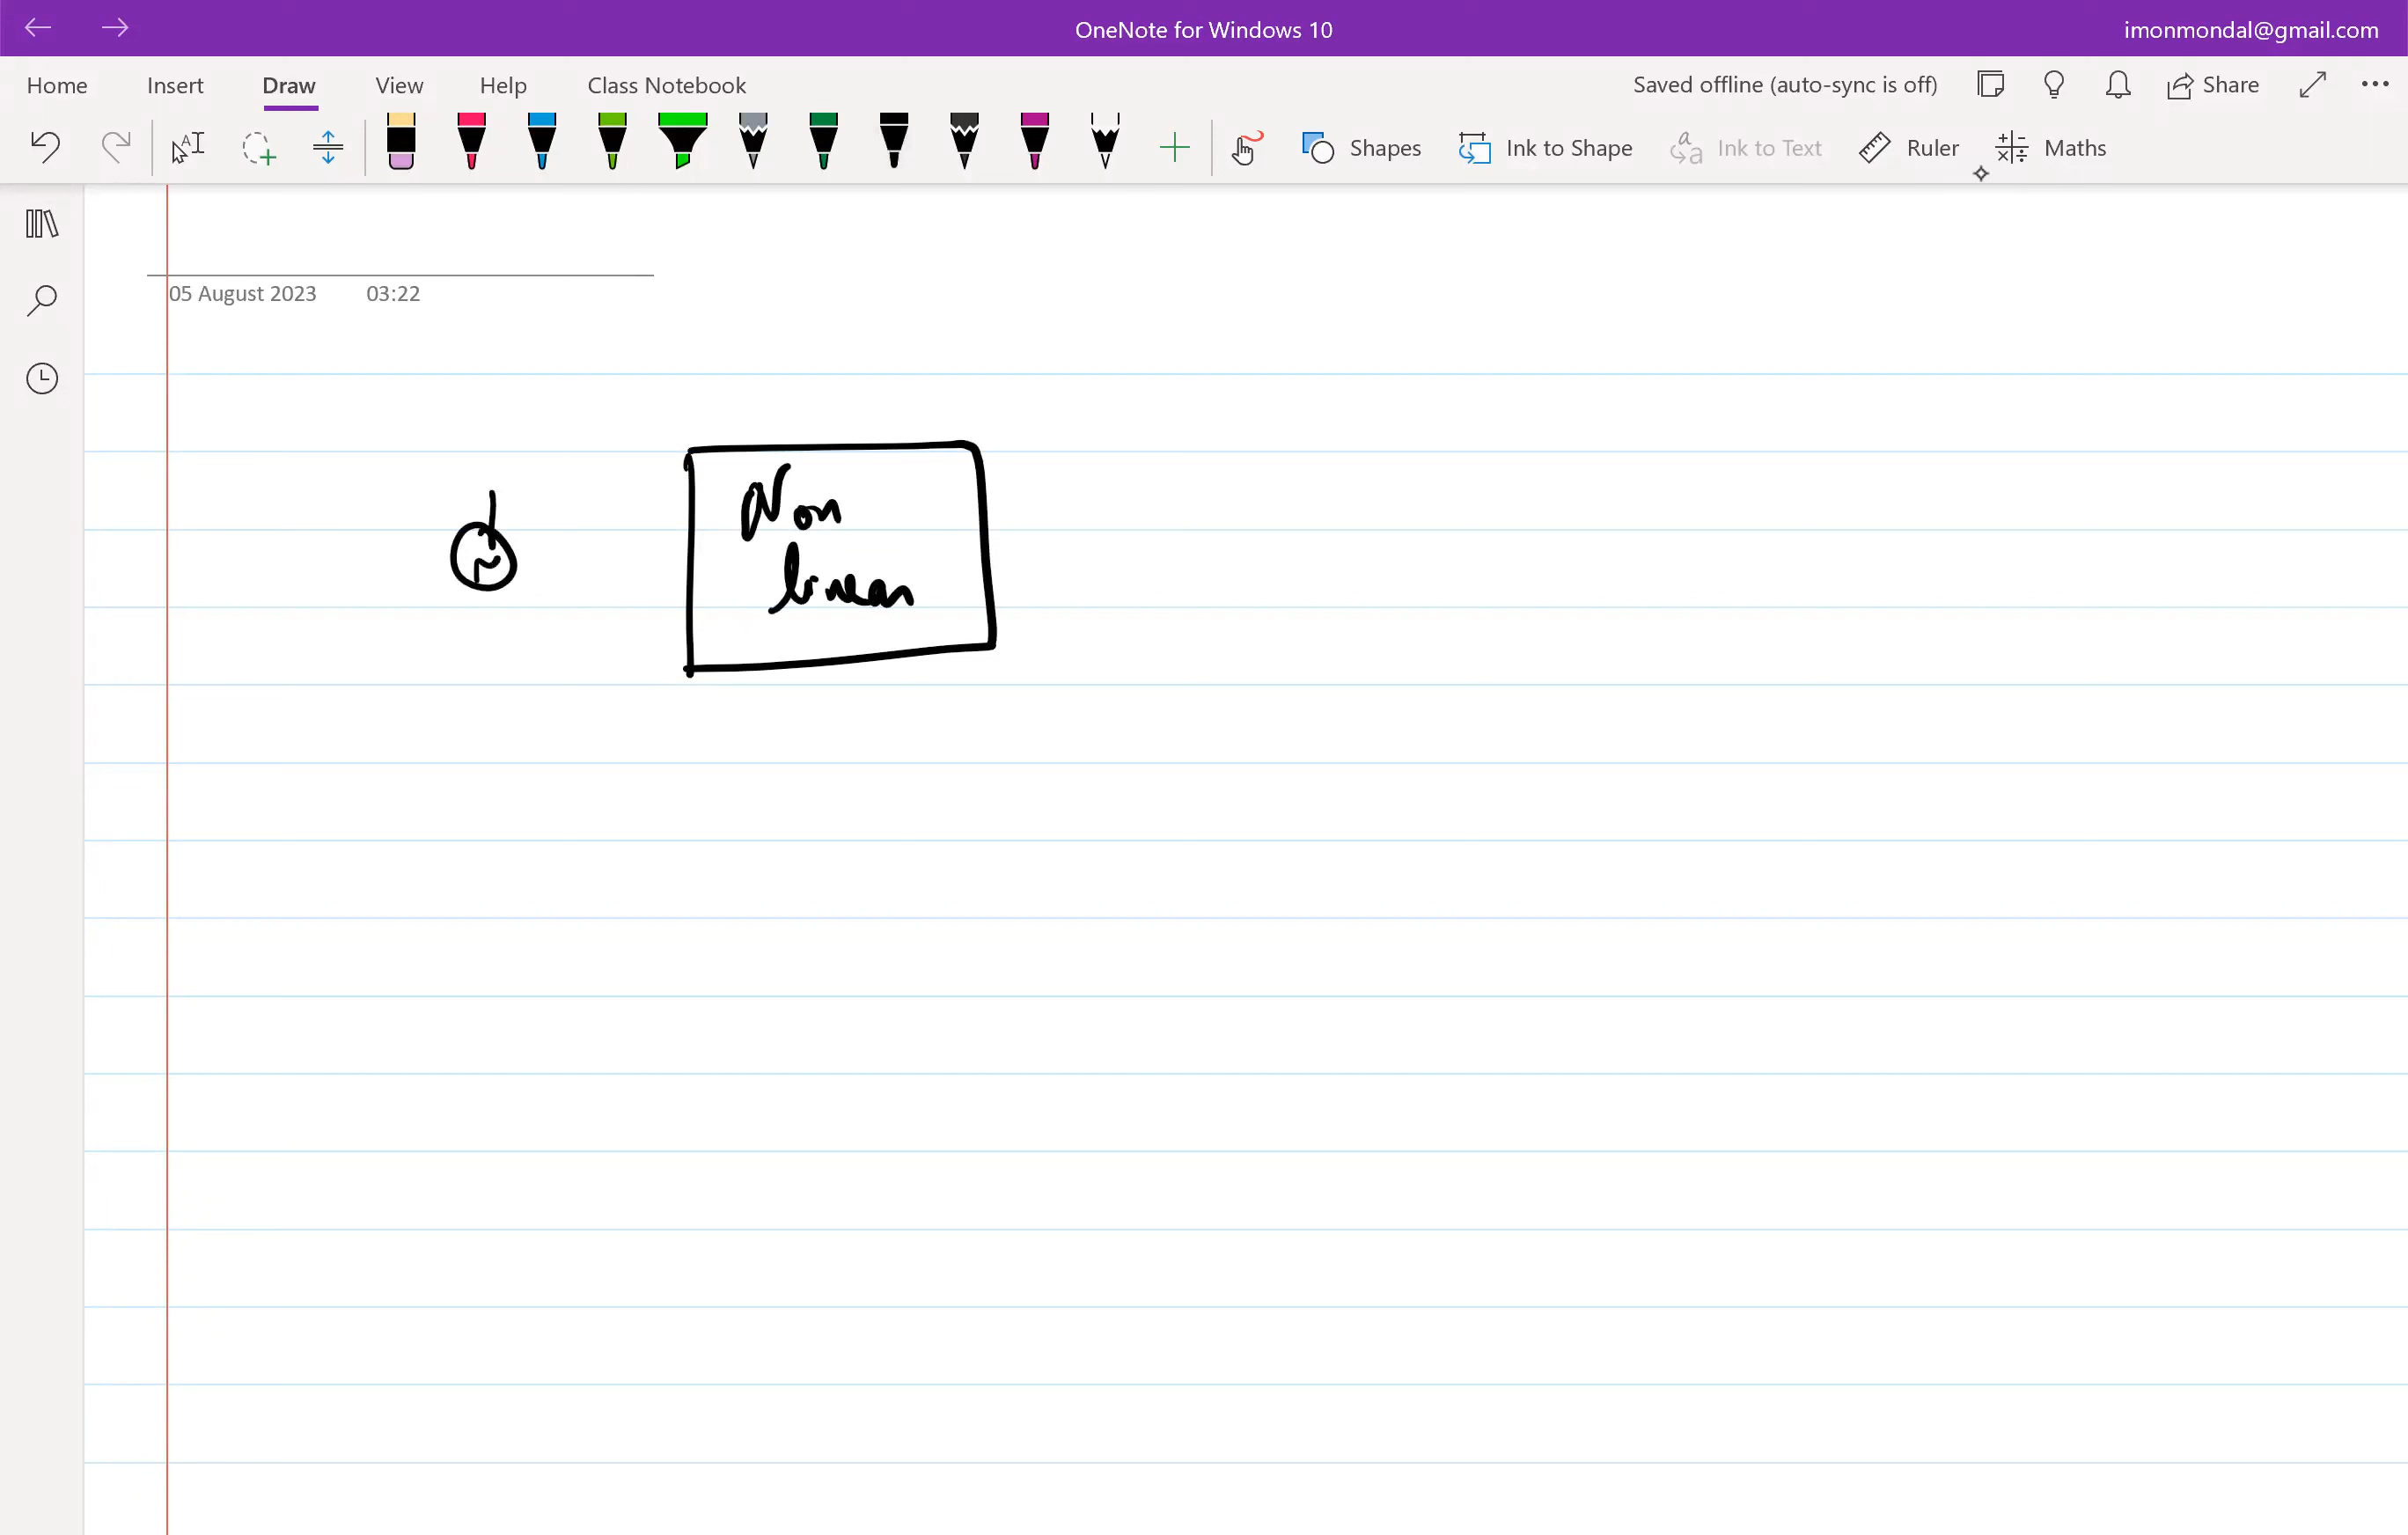 OneNote for Windows 10
imonmondal@gmail.com
Home Insert Draw View Help Class Notebook
Saved offline (auto-sync is off) Share
Shapes Ink to Shape Ink to Text Ruler Maths
05 August 2023 03:22
Non
linear